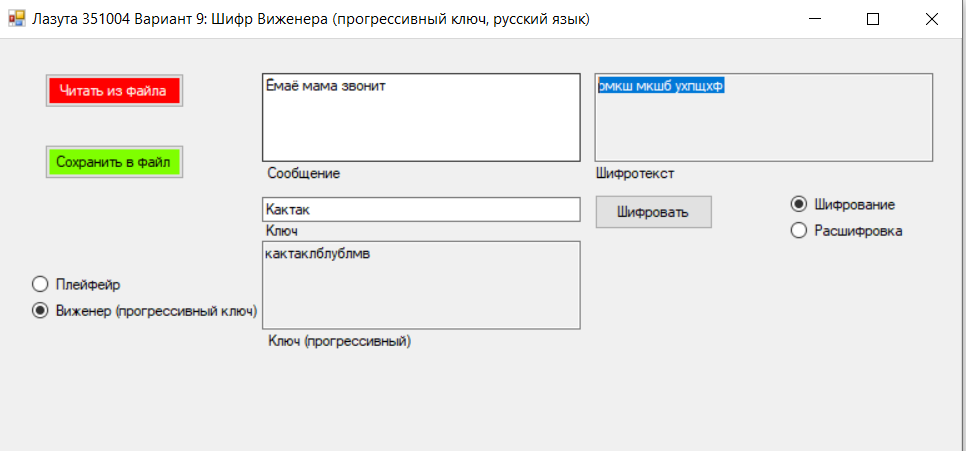 Лазута 351004 Вариант 9: Шифр Виженера (прогрессивный ключ, русский язык)
Читать из файла
Ёмаё мама звонит
рмкш мкшб ухпщхф
Сохранить в файл
Сообщение
Шифротекст
Кактак
Шифровать
Шифрование
Ключ
Расшифровка
кактаклблублмв
Плейфейр
Виженер (прогрессивный ключ)
Ключ (прогрессивный)